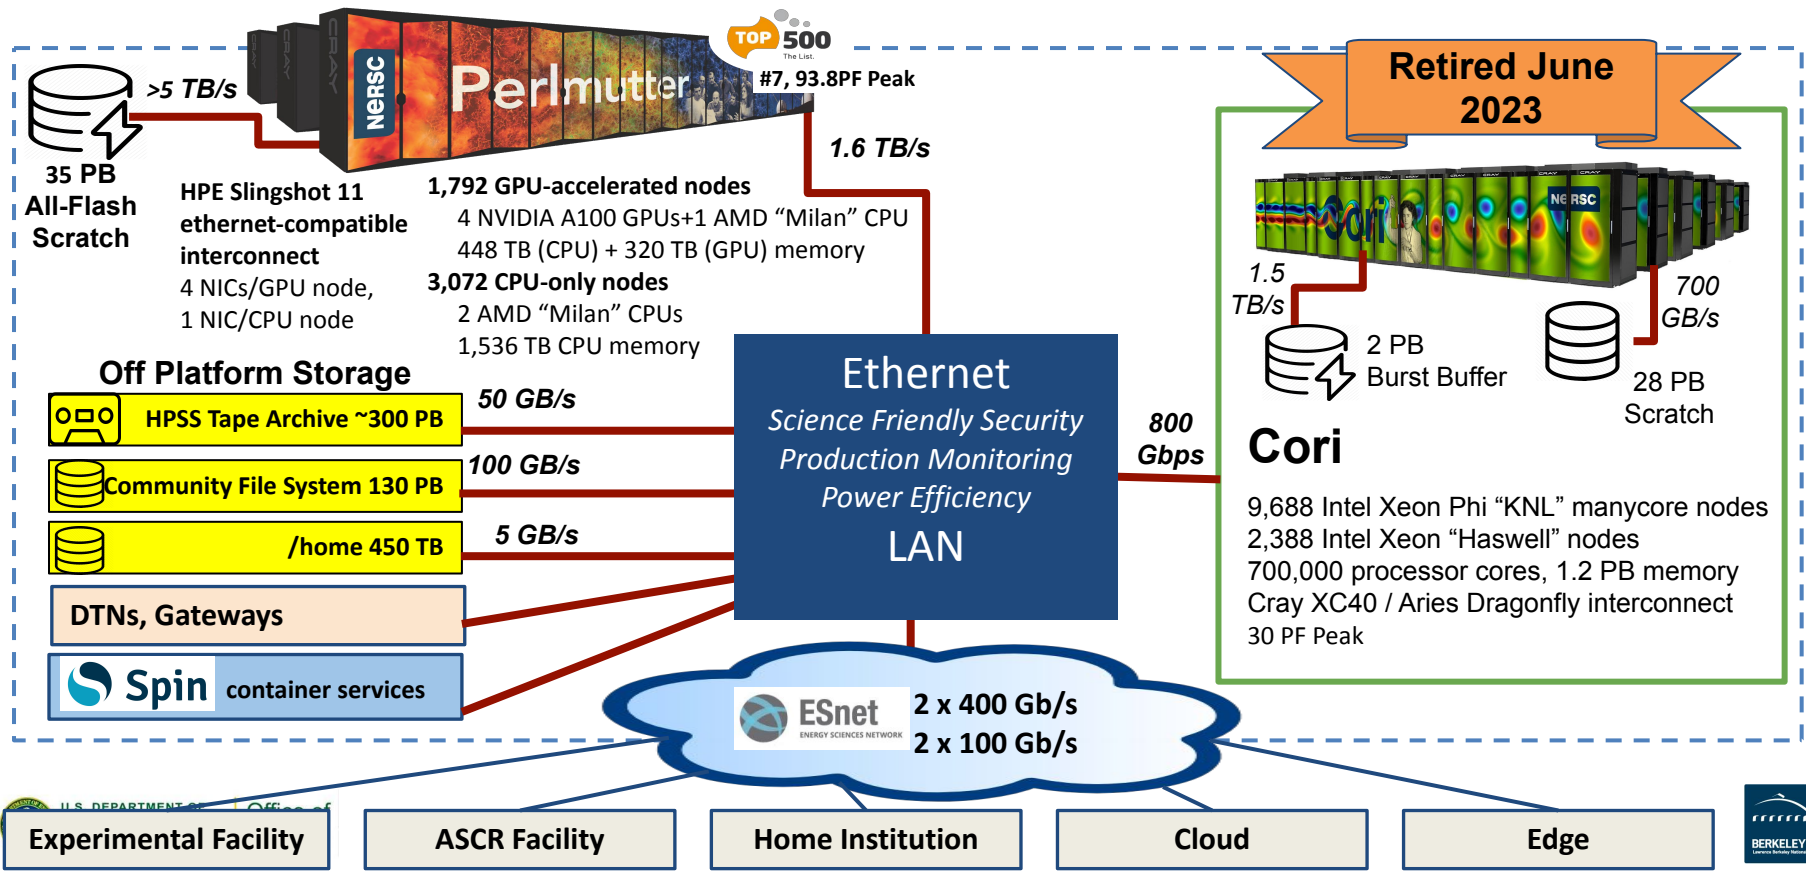 TOP 500
The List.
#7, 93.8PF Peak
CRAY
CRAY
CRAY
NERSC
Perlmutter
>5 TB/s
35 PB
All-Flash
Scratch
HPE Slingshot 11
ethernet-compatible
interconnect
4 NICs/GPU node,
1 NIC/CPU node
1,792 GPU-accelerated nodes
4 NVIDIA A100 GPUs+1 AMD “Milan” CPU
448 TB (CPU) + 320 TB (GPU) memory
3,072 CPU-only nodes
2 AMD “Milan” CPUs
1,536 TB CPU memory
1.6 TB/s
Retired June
2023
NERSC
Cori
1.5
TB/s
2 PB
Burst Buffer
700
GB/s
28 PB
Scratch
Cori
9,688 Intel Xeon Phi “KNL” manycore nodes
2,388 Intel Xeon “Haswell” nodes
700,000 processor cores, 1.2 PB memory
Cray XC40 / Aries Dragonfly interconnect
30 PF Peak
Off Platform Storage
HPSS Tape Archive ~300 PB
50 GB/s
Community File System 130 PB
100 GB/s
/home 450 TB
5 GB/s
DTNs, Gateways
Spin container services
Ethernet
Science Friendly Security
Production Monitoring
Power Efficiency
LAN
800
Gbps
ESnet
ENERGY SCIENCES NETWORK
2 x 400 Gb/s
2 x 100 Gb/s
U.S. DEPARTMENT OF
Office of
Experimental Facility
ASCR Facility
Home Institution
Cloud
Edge
BERKELEY